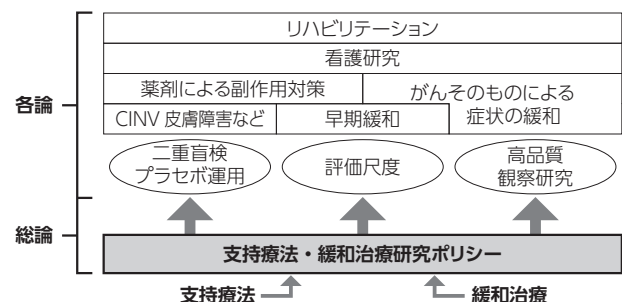 リハビリテーション
看護研究
薬剤による副作用対策
がんそのものによる
症状の緩和
CINV 皮膚障害など
早期緩和
各論
二重盲検
プラセボ運用
評価尺度
高品質
観察研究
総論
支持療法・緩和治療研究ポリシー
支持療法
緩和治療